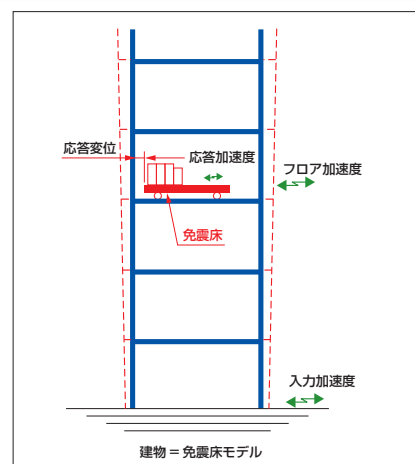 応答変位
応答加速度
フロア加速度
免震床
入力加速度
建物 = 免震床モデル